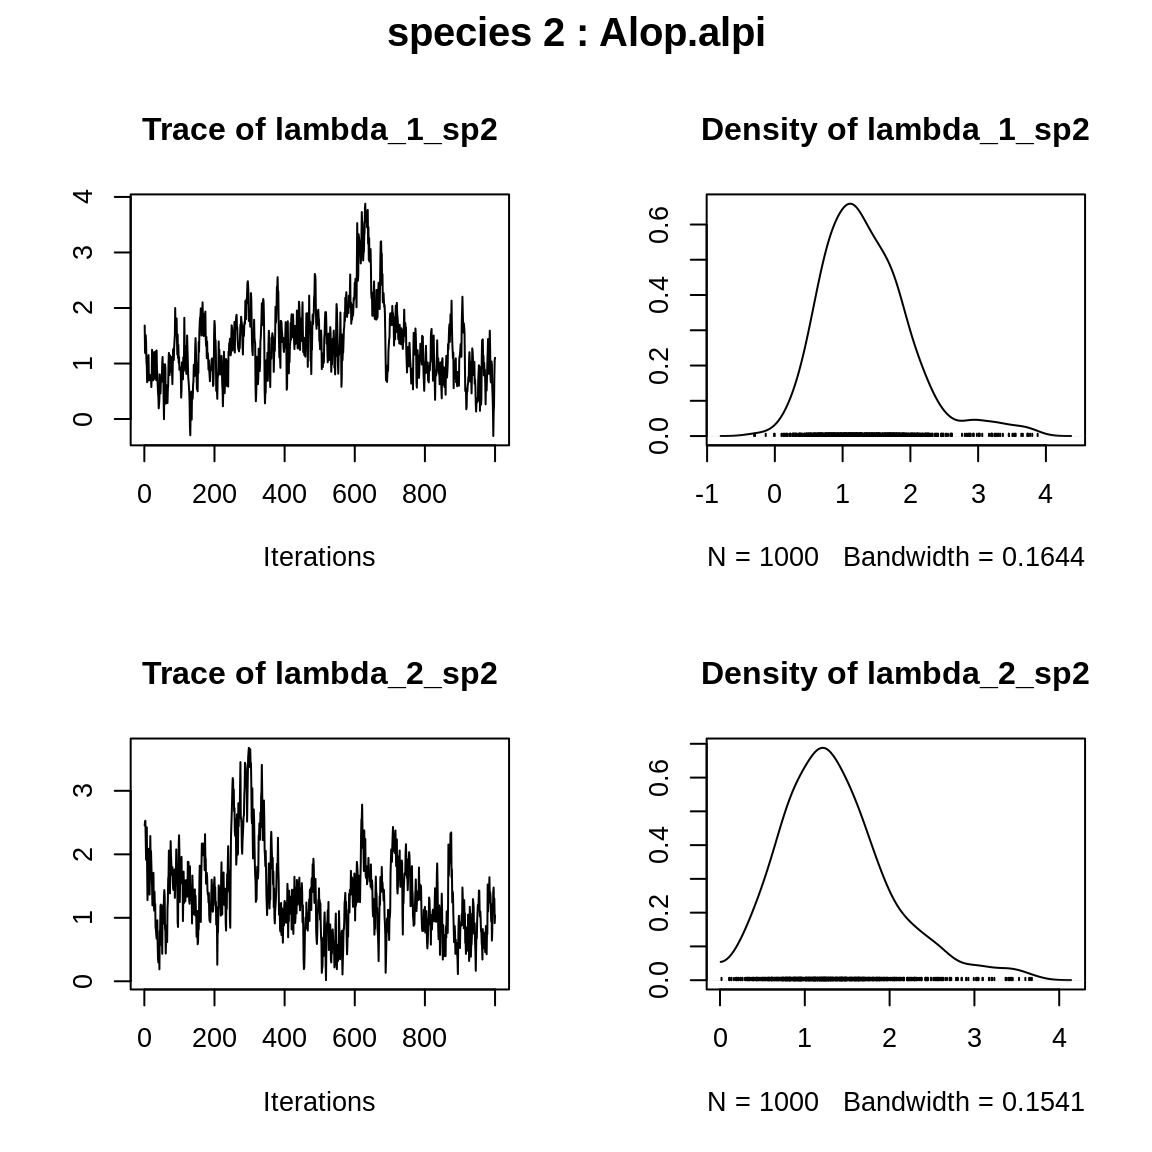 species 2 : Alop.alpi
Trace of lambda_1_sp2
4
3
2
1
0
0 200 400 600 800
Iterations
Density of lambda_1_sp2
0.6
0.4
0.2
0.0
-1 0 1 2 3 4
N = 1000 Bandwidth = 0.1644
Trace of lambda_2_sp2
3
2
1
0
0 200 400 600 800
Iterations
Density of lambda_2_sp2
0.6
0.4
0.2
0.0
0 1 2 3 4
N = 1000 Bandwidth = 0.1541